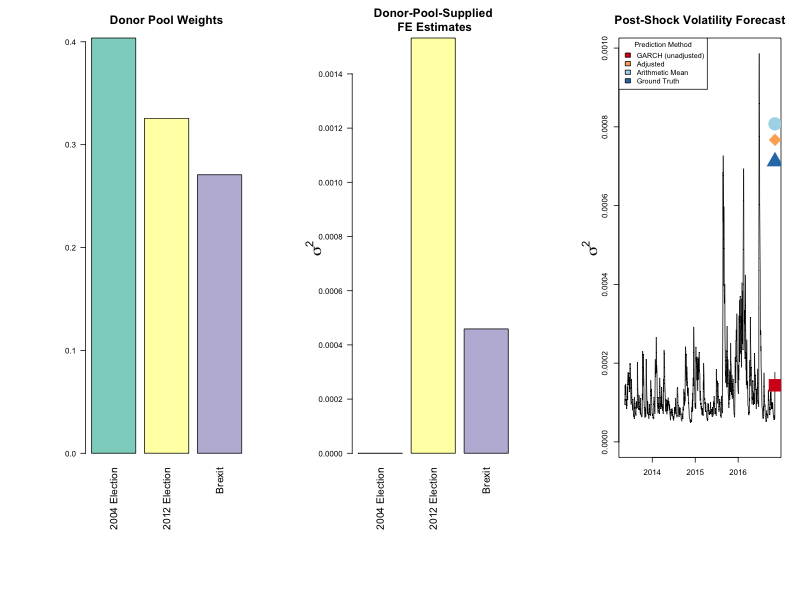 Donor Pool Weights
0.4
0.3
0.2
0.1
0.0
2004 Election
2012 Election
Brexit
Donor-Pool-Supplied
FE Estimates
σ²
0.0014
0.0012
0.0010
0.0008
0.0006
0.0004
0.0002
0.0000
2004 Election
2012 Election
Brexit
Post-Shock Volatility Forecast
σ²
0.0010
0.0008
0.0006
0.0004
0.0002
0.0000
Prediction Method
GARCH (unadjusted)
Adjusted
Arithmetic Mean
Ground Truth
2014
2015
2016